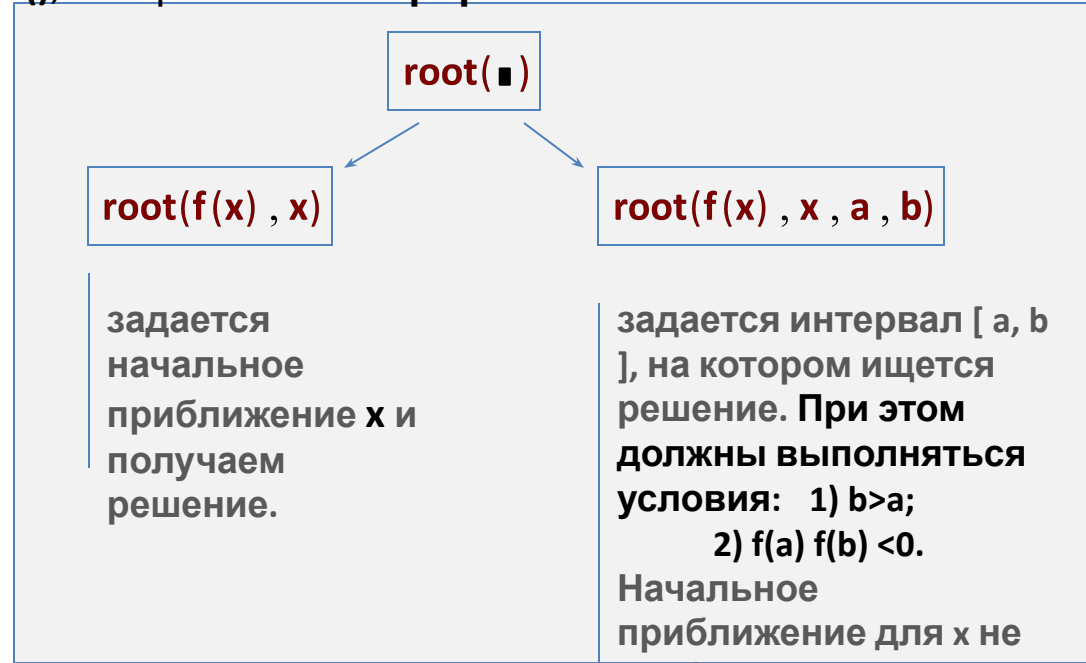 root(∎)
root(f(x) , x)
root(f(x) , x , a , b)
задается
начальное
приближение x и
получаем
решение.
задается интервал [ a, b
], на котором ищется
решение. При этом
должны выполняться
условия: 1) b>a;
2) f(a) f(b) <0.
Начальное
приближение для x не